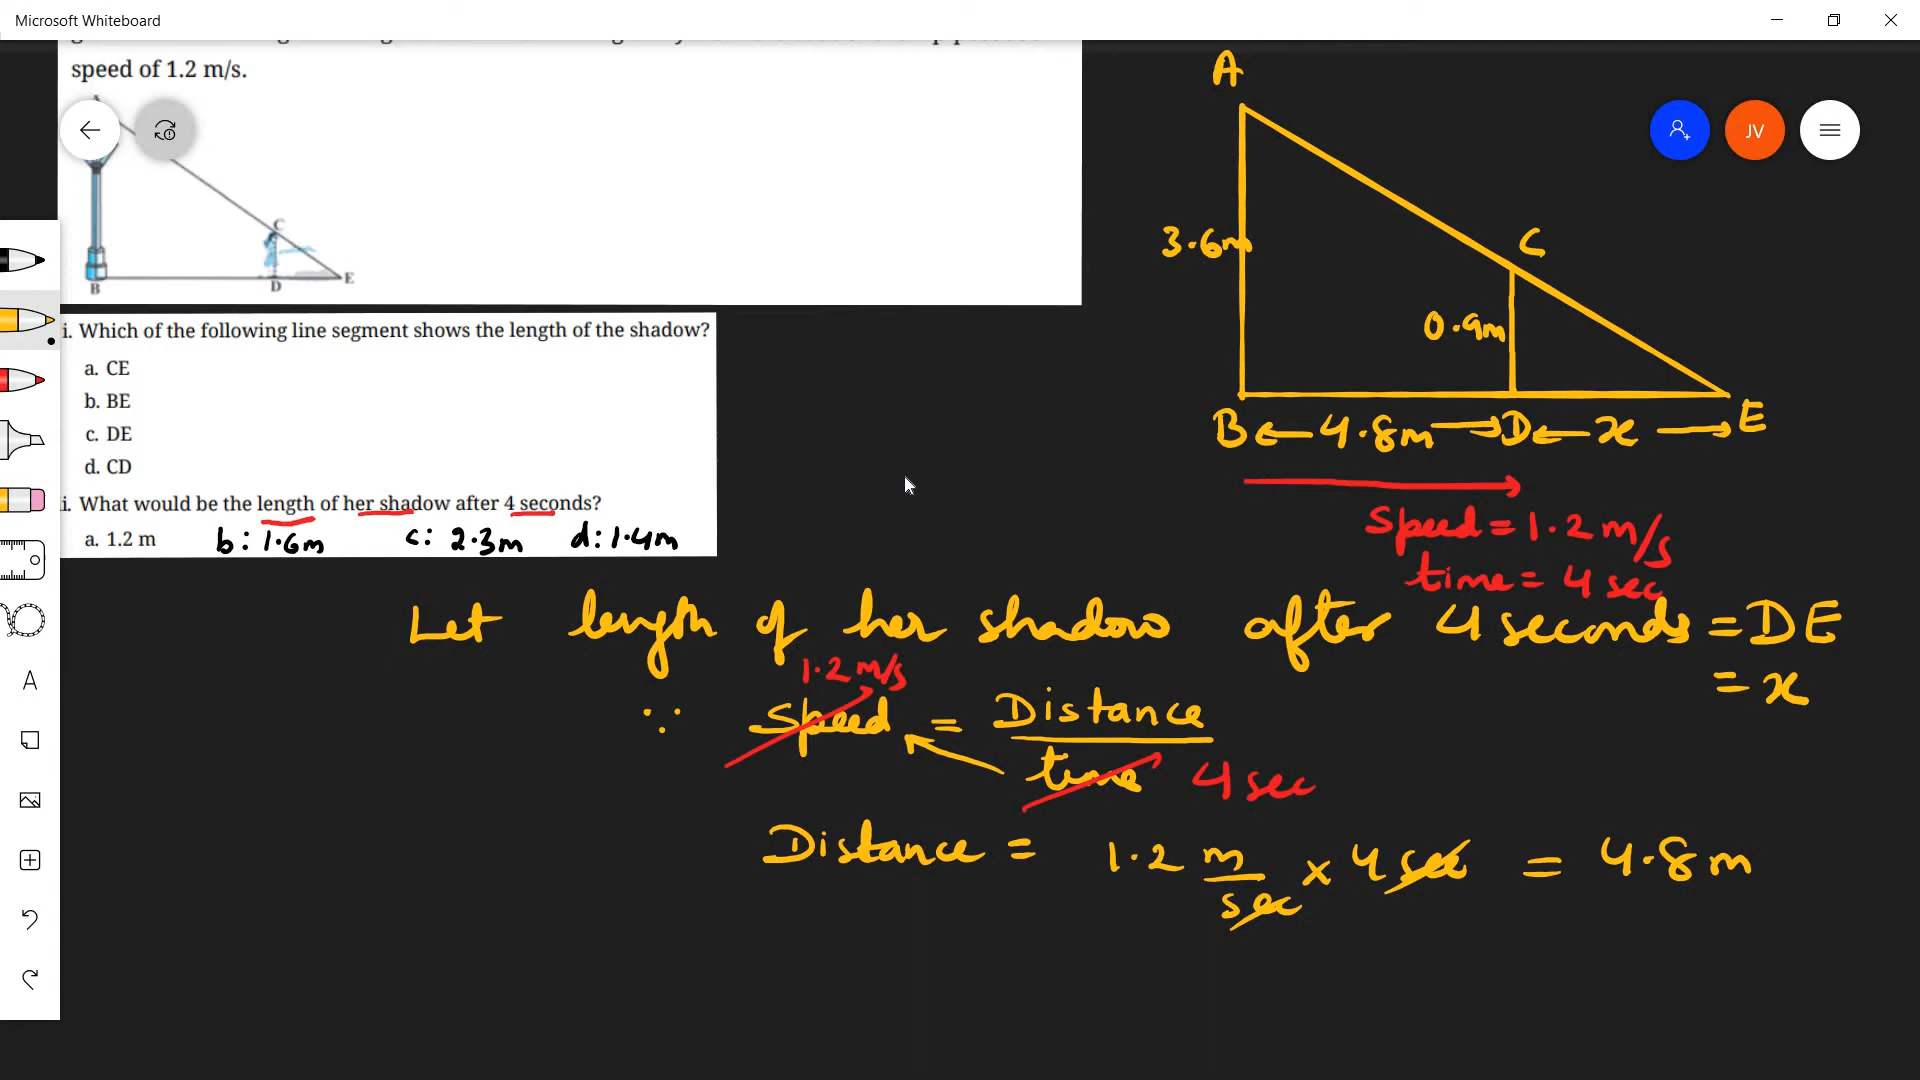 Microsoft Whiteboard
speed of 1.2 m/s.
C
B
D
E
i. Which of the following line segment shows the length of the shadow?
a. CE
b. BE
c. DE
d. CD
i. What would be the length of her shadow after 4 seconds?
a. 1.2 m b: 1.6m c: 2.3m d: 1.4m
JV
A
A
3.6m
C
0.9m
B ← 4.8m → D ← x → E
Speed = 1.2 m/s
time = 4 sec
Let length of her shadow after 4 seconds = DE
= x
1.2 m/s
∵ Speed = Distance
time 4 sec
Distance = 1.2 m/sec × 4 sec = 4.8 m